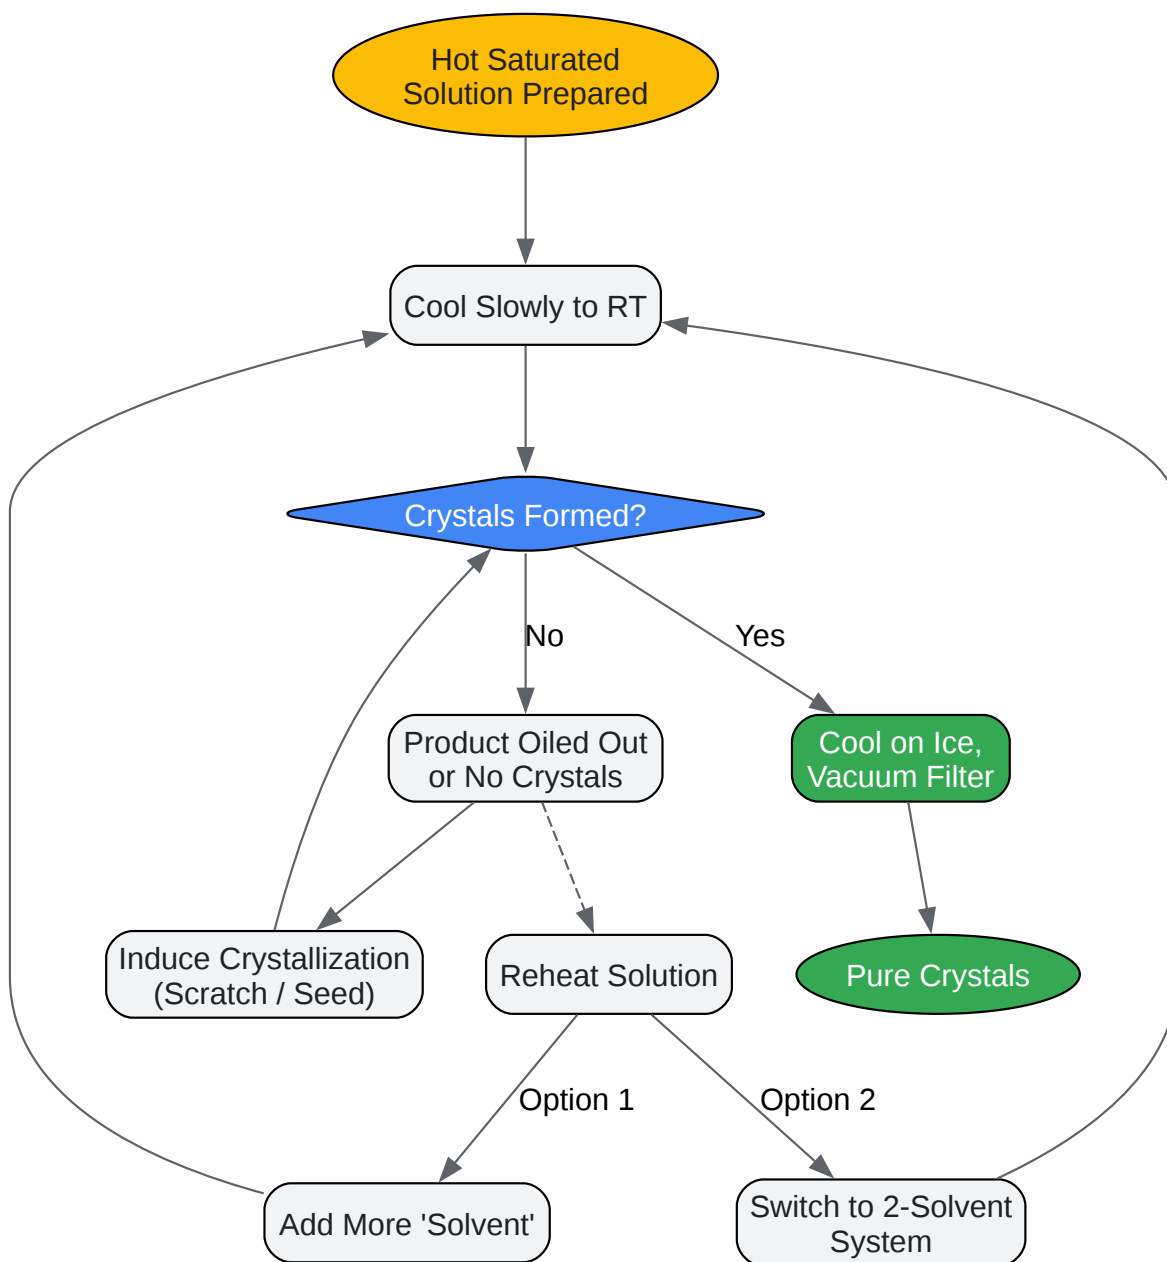 Hot Saturated
Solution Prepared
Cool Slowly to RT
Crystals Formed?
No
Yes
Product Oiled Out
or No Crystals
Cool on Ice,
Vacuum Filter
Induce Crystallization
(Scratch / Seed)
Reheat Solution
Pure Crystals
Option 1
Option 2
Add More 'Solvent'
Switch to 2-Solvent
System